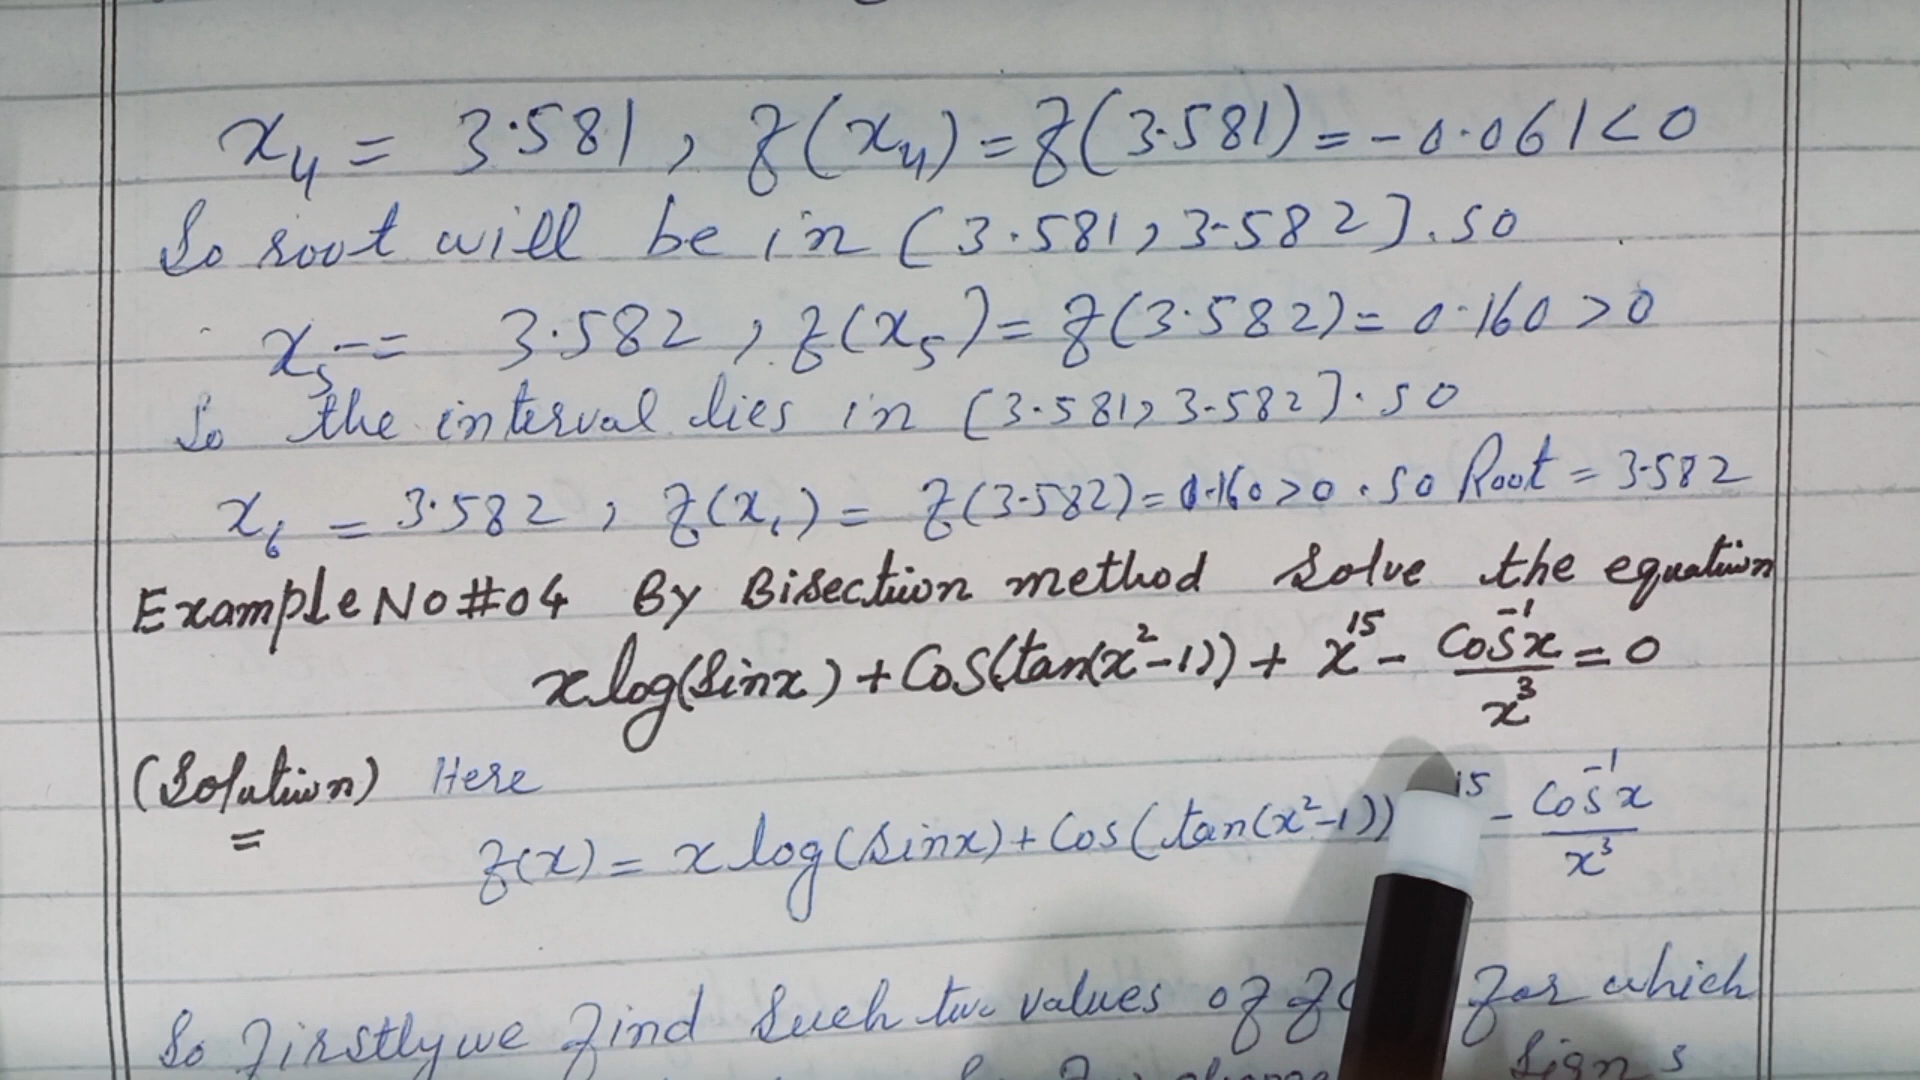 x₄ = 3.581, f(x₄) = f(3.581) = -0.061 < 0
So root will be in [3.581, 3.582]. so
x₅ = 3.582, f(x₅) = f(3.582) = 0.160 > 0
So the interval lies in [3.581, 3.582]. so
x₆ = 3.582, f(x₆) = f(3.582) = 0.160 > 0. so Root = 3.582
Example No #04 By Bisection method Solve the equation
x log(Sinx) + Cos(tan(x²-1)) + x¹⁵ - Cos⁻¹x/x³ = 0
(Solution) Here
f(x) = x log(Sinx) + Cos(tan(x²-1)) ¹⁵ - Cos⁻¹x/x³
So Firstly we find Such two values of for which
Signs